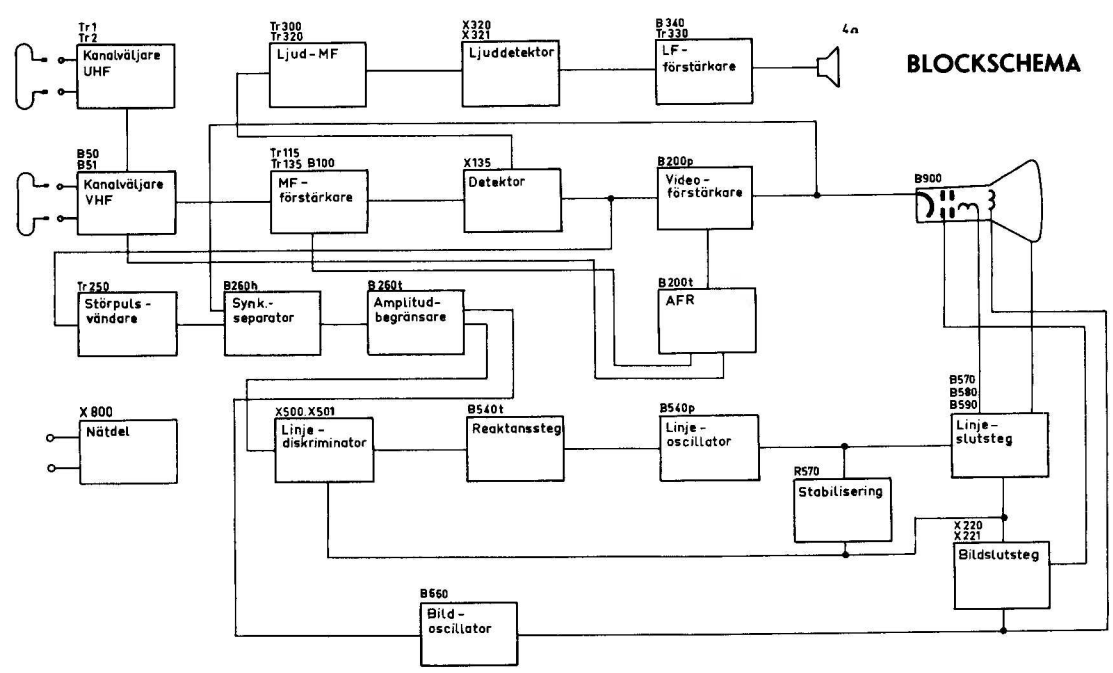 BLOCKSCHEMA
Tr1
Tr2
Kanalväljare
UHF
Tr300
Tr320
Ljud-MF
X320
X321
Ljuddetektor
B340
Tr330
LF-
förstärkare
B50
B51
Kanalväljare
VHF
Tr115
Tr135 B100
MF-
förstärkare
X135
Detektor
B200p
Video-
förstärkare
B900
Tr250
Störpuls-
vändare
B260h
Synk.-
separator
B260t
Amplitud-
begränsare
B200t
AFR
X800
Nätdel
X500.X501
Linje-
diskriminator
B540t
Reaktanssteg
B540p
Linje-
oscillator
B570
B580
B590
Linje-
slutsteg
R570
Stabilisering
X220
X221
Bildslutsteg
B660
Bild-
oscillator